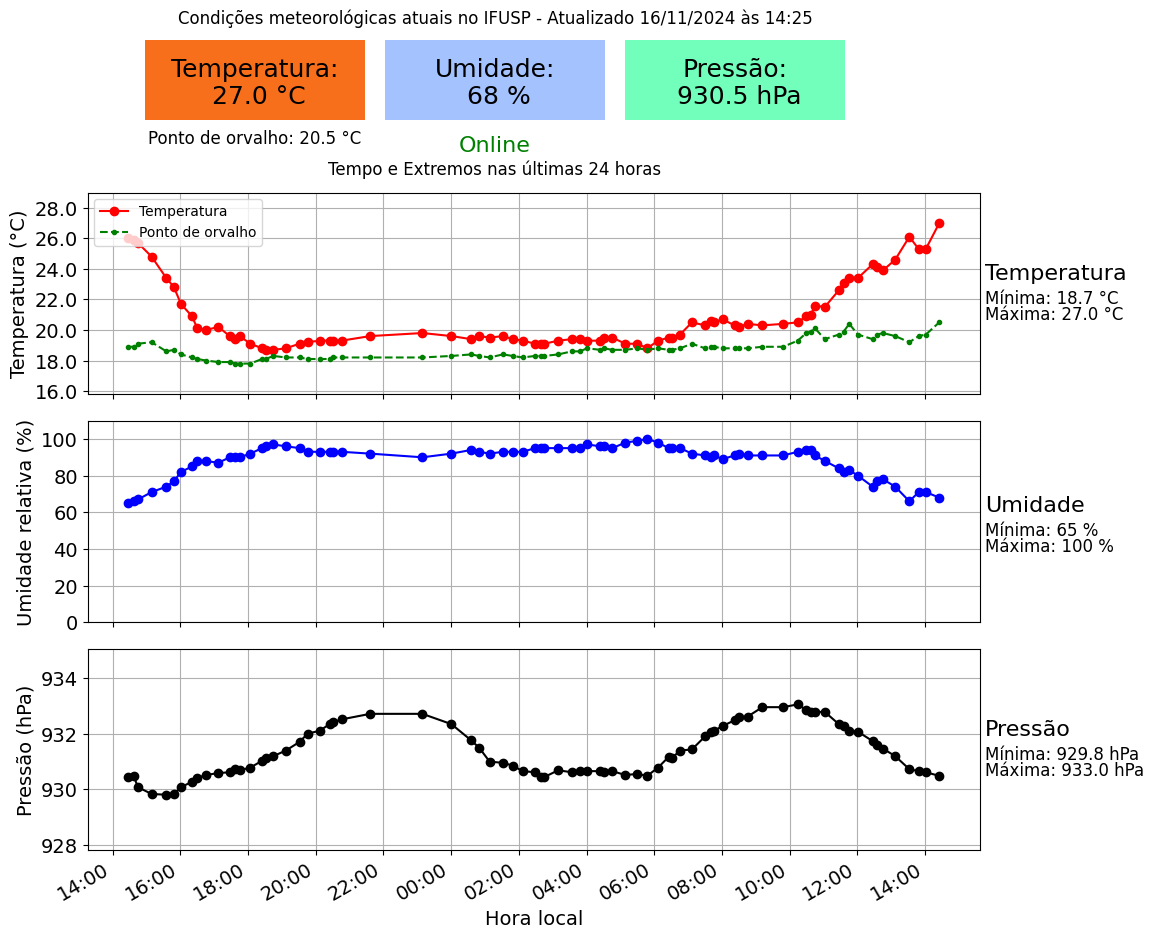 Condições meteorológicas atuais no IFUSP - Atualizado 16/11/2024 às 14:25
Temperatura:
27.0 °C
Umidade:
68 %
Pressão:
930.5 hPa
Ponto de orvalho: 20.5 °C
Online
Tempo e Extremos nas últimas 24 horas
Temperatura (°C)
28.0
26.0
24.0
22.0
20.0
18.0
16.0
Temperatura
Ponto de orvalho
Temperatura
Mínima: 18.7 °C
Máxima: 27.0 °C
Umidade relativa (%)
100
80
60
40
20
0
Umidade
Mínima: 65 %
Máxima: 100 %
Pressão (hPa)
934
932
930
928
Pressão
Mínima: 929.8 hPa
Máxima: 933.0 hPa
14:00
16:00
18:00
20:00
22:00
00:00
02:00
04:00
06:00
08:00
10:00
12:00
14:00
Hora local